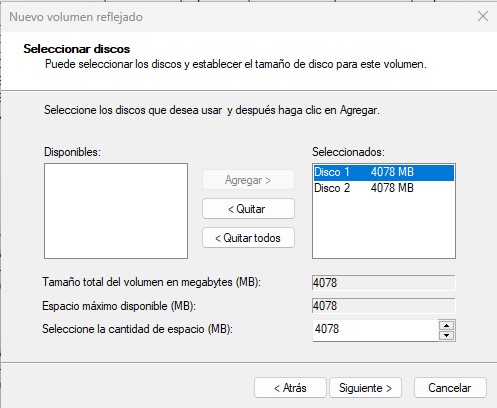 Nuevo volumen reflejado
Seleccionar discos
Puede seleccionar los discos y establecer el tamaño de disco para este volumen.
Seleccione los discos que desea usar y después haga clic en Agregar.
Disponibles:
Seleccionados:
Agregar >
< Quitar
< Quitar todos
Disco 1 4078 MB
Disco 2 4078 MB
Tamaño total del volumen en megabytes (MB): 4078
Espacio máximo disponible (MB): 4078
Seleccione la cantidad de espacio (MB): 4078
< Atrás Siguiente > Cancelar